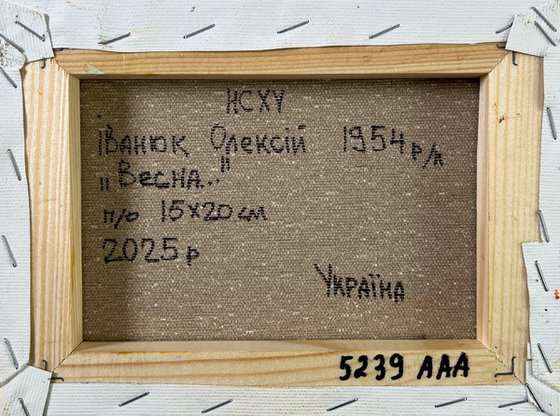 НСХУ
Іванюк Олексій 1954 р/н
„Весна..."
п/о 15х20 см
2025 р
Україна
5239 ААА